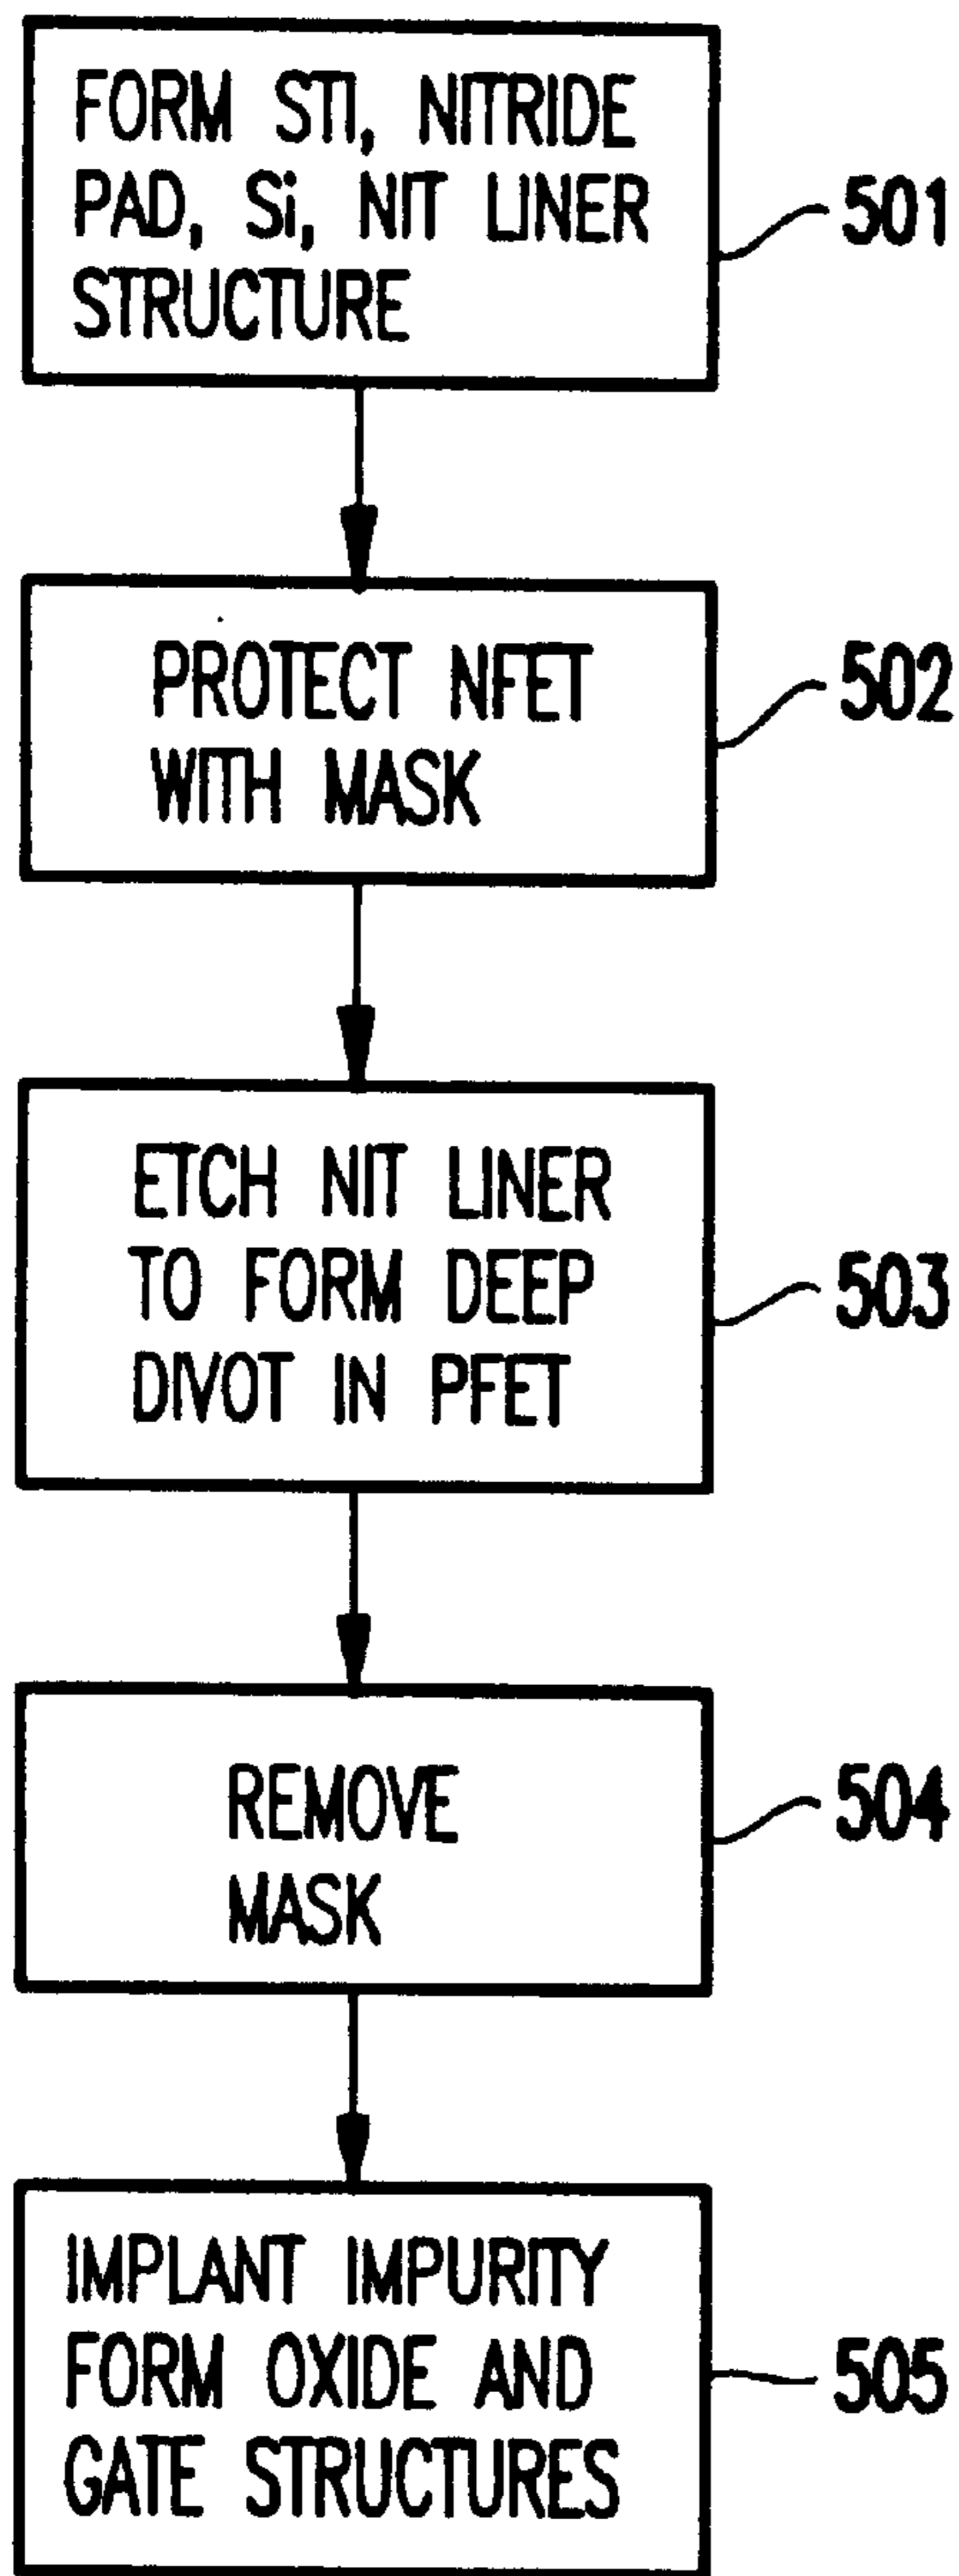 FORM STI, NITRIDE
PAD, Si, NIT LINER
STRUCTURE
501
PROTECT NFET
WITH MASK
502
ETCH NIT LINER
TO FORM DEEP
DIVOT IN PFET
503
REMOVE
MASK
504
IMPLANT IMPURITY
FORM OXIDE AND
GATE STRUCTURES
505